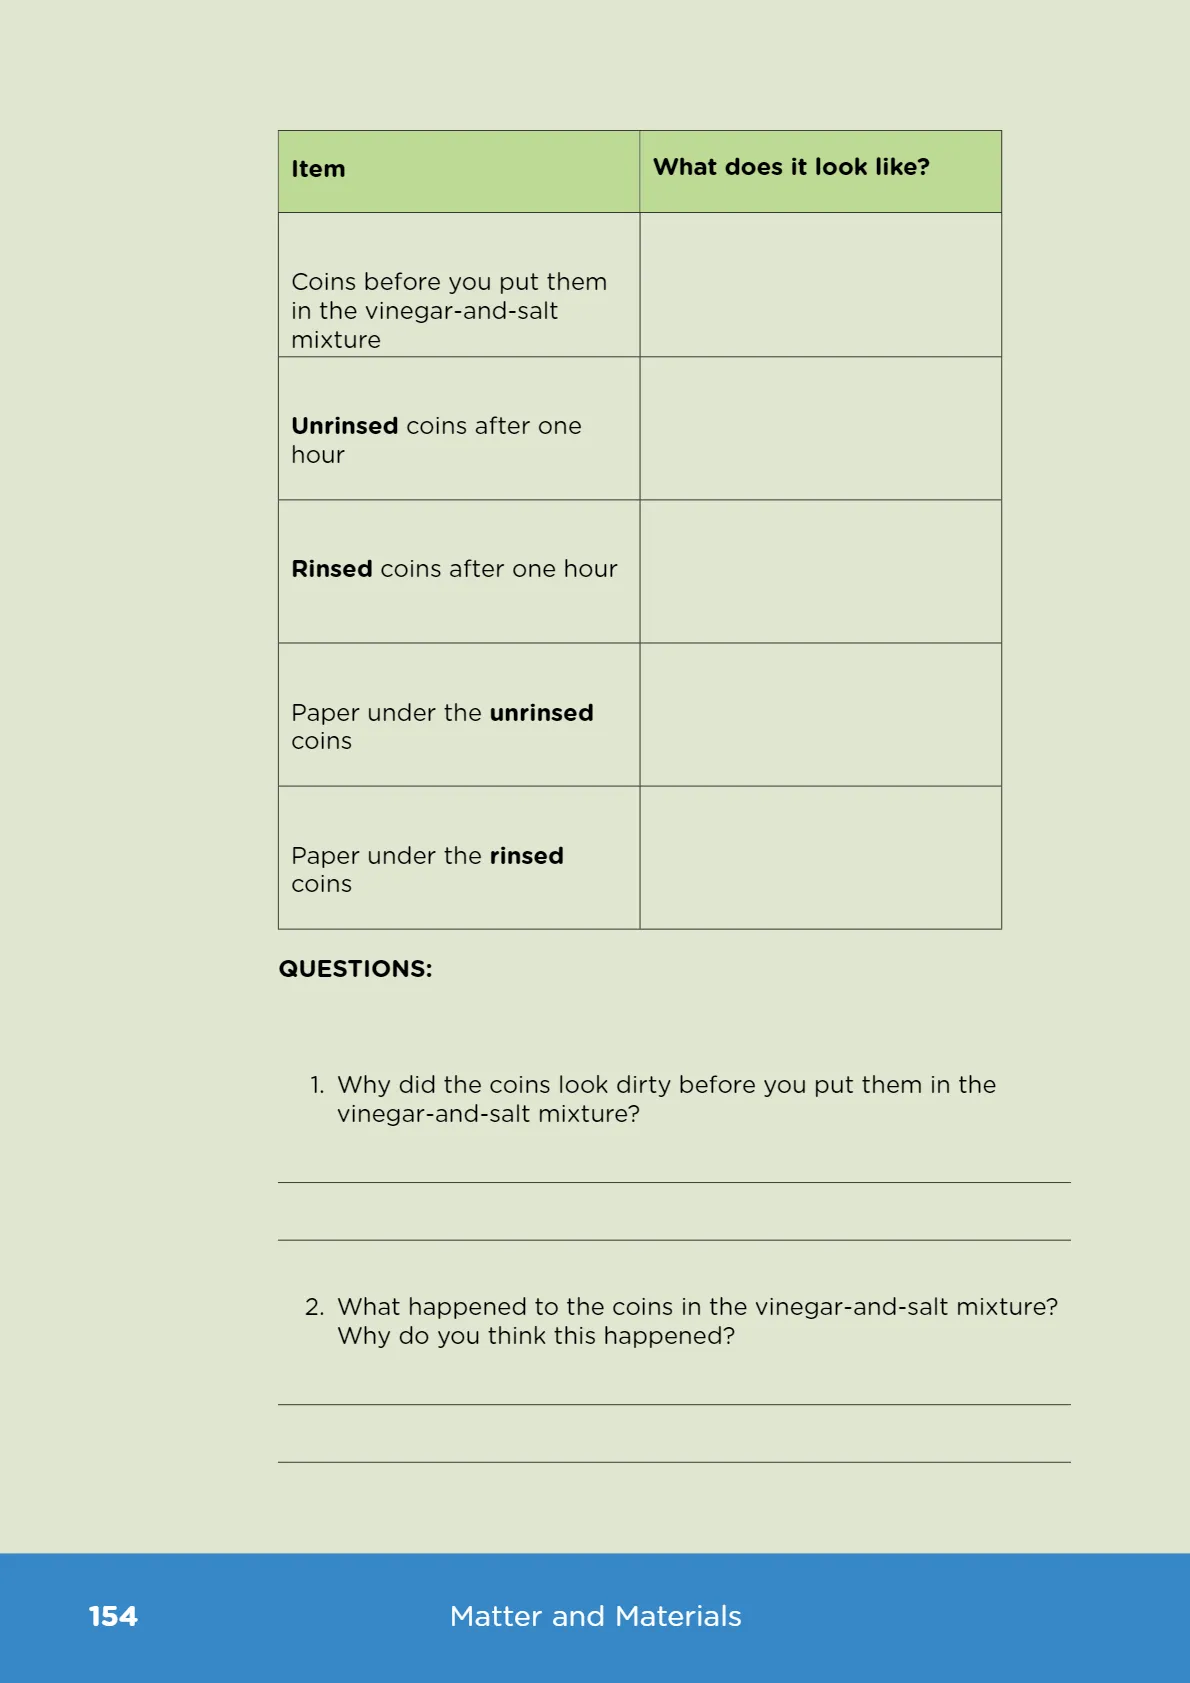 Item
What does it look like?
Coins before you put them
in the vinegar-and-salt
mixture
Unrinsed coins after one
hour
Rinsed coins after one hour
Paper under the unrinsed
coins
Paper under the rinsed
coins
QUESTIONS:
1. Why did the coins look dirty before you put them in the
vinegar-and-salt mixture?
2. What happened to the coins in the vinegar-and-salt mixture?
Why do you think this happened?
154
Matter and Materials